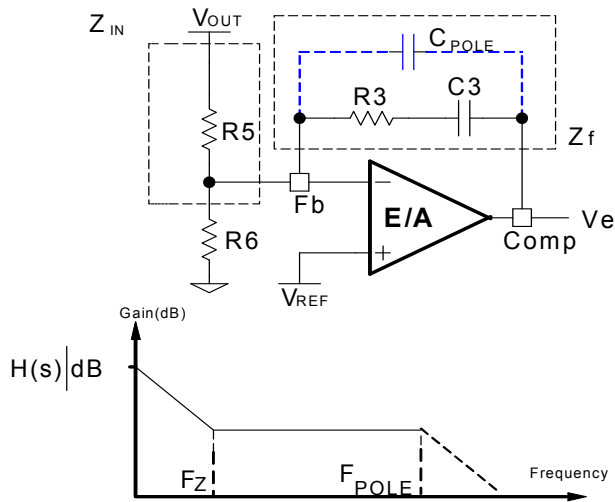 Z IN
VOUT
CPOLE
R3
C3
R5
Zf
Fb
E/A
Ve
Comp
R6
VREF
Gain(dB)
H(s)|dB
FZ
FPOLE
Frequency